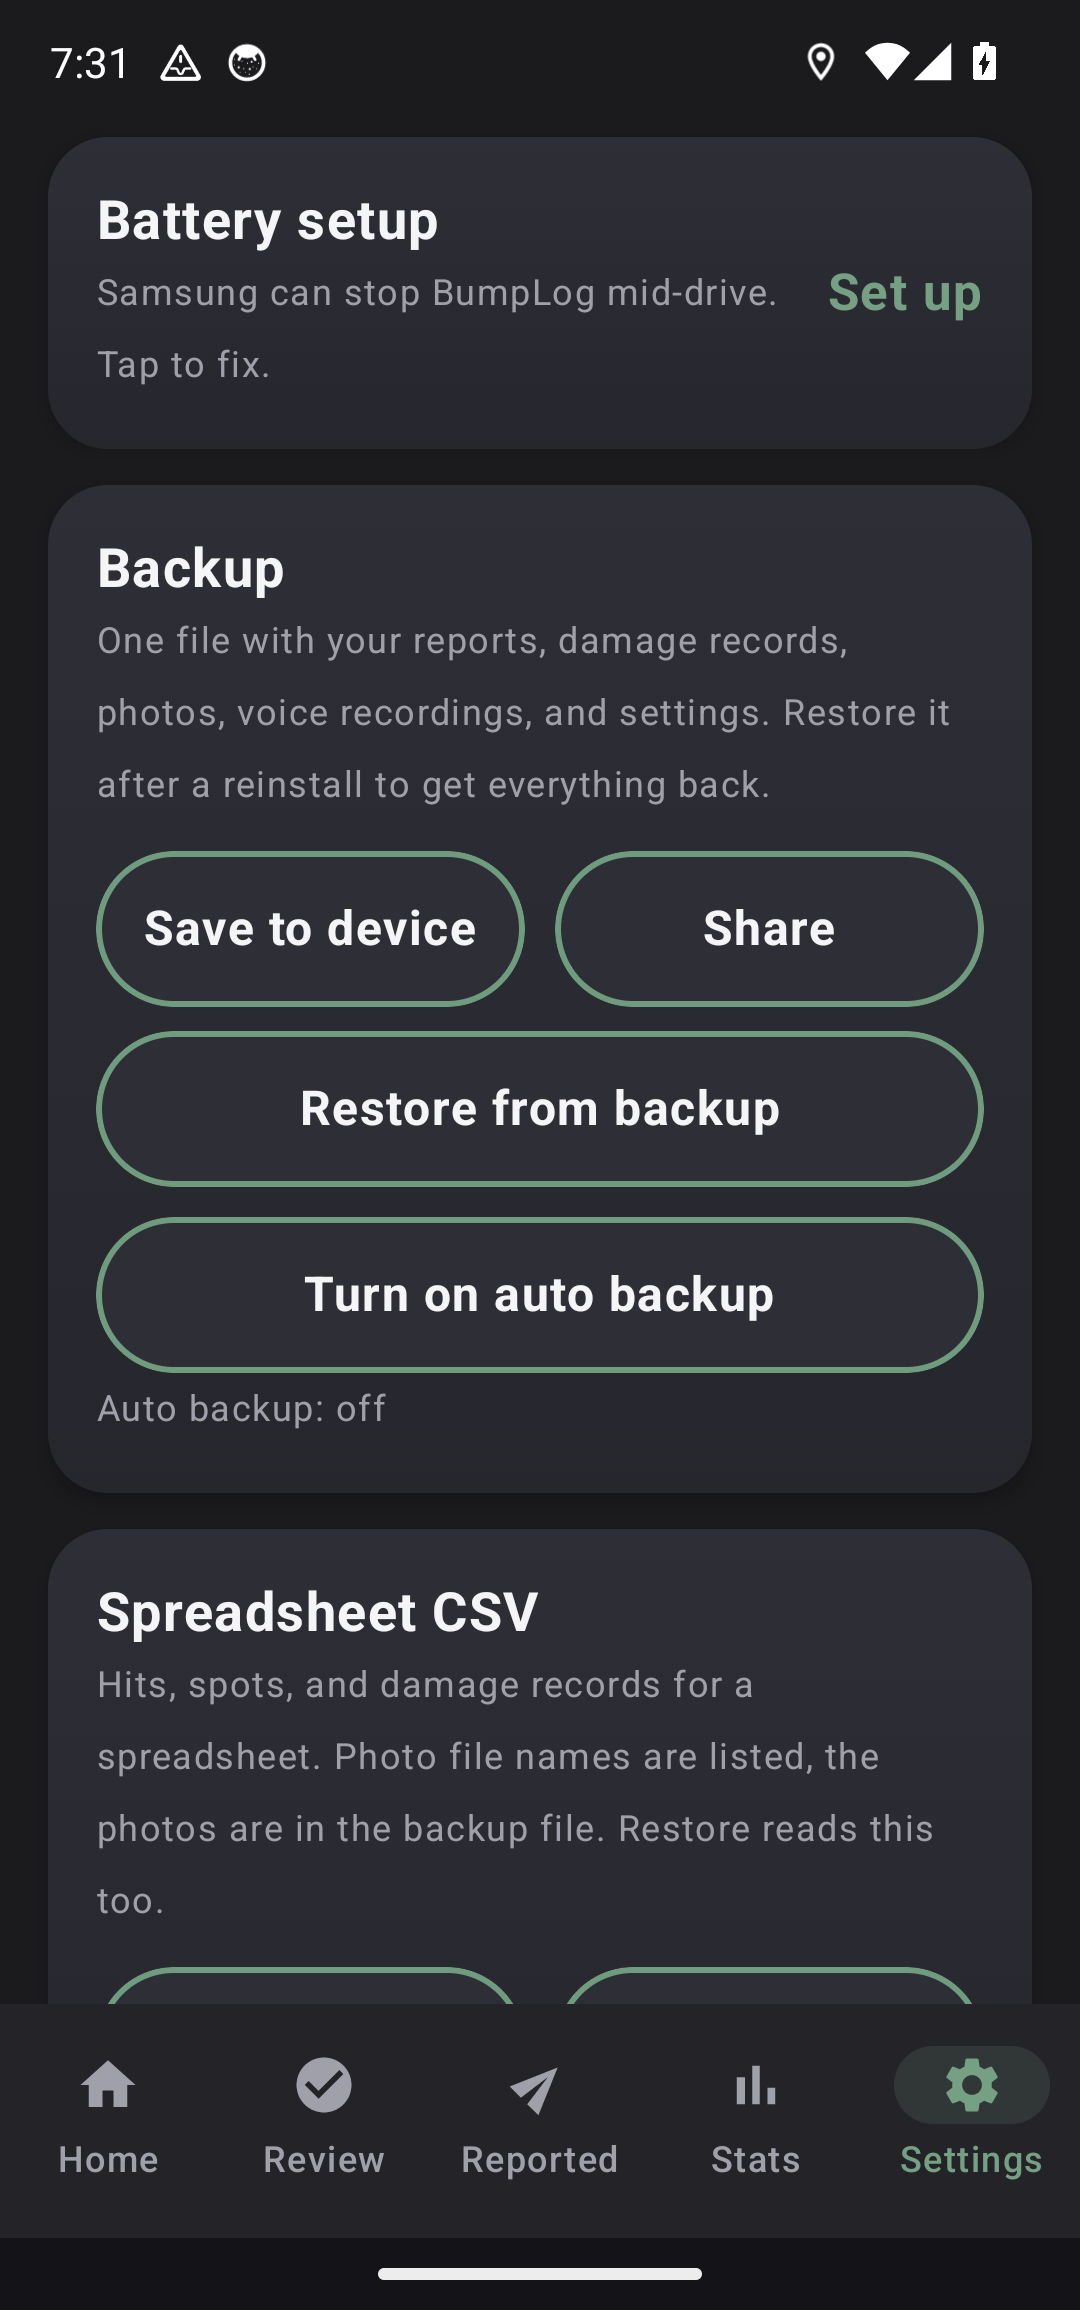 7:31
Battery setup
Samsung can stop BumpLog mid-drive.
Tap to fix.
Set up
Backup
One file with your reports, damage records,
photos, voice recordings, and settings. Restore it
after a reinstall to get everything back.
Save to device
Share
Restore from backup
Turn on auto backup
Auto backup: off
Spreadsheet CSV
Hits, spots, and damage records for a
spreadsheet. Photo file names are listed, the
photos are in the backup file. Restore reads this
too.
Home
Review
Reported
Stats
Settings